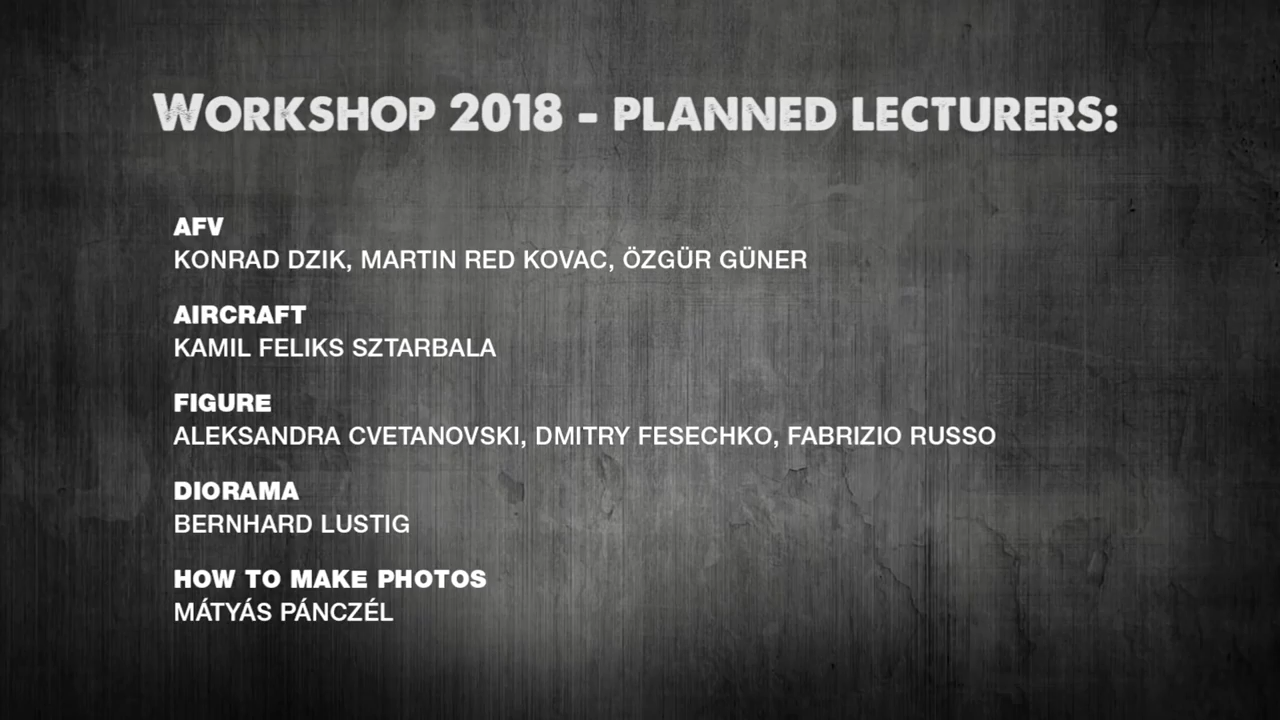 WORKSHOP 2018 - PLANNED LECTURERS:
AFV
KONRAD DZIK, MARTIN RED KOVAC, ÖZGÜR GÜNER
AIRCRAFT
KAMIL FELIKS SZTARBALA
FIGURE
ALEKSANDRA CVETANOVSKI, DMITRY FESECHKO, FABRIZIO RUSSO
DIORAMA
BERNHARD LUSTIG
HOW TO MAKE PHOTOS
MÁTYÁS PÁNCZÉL